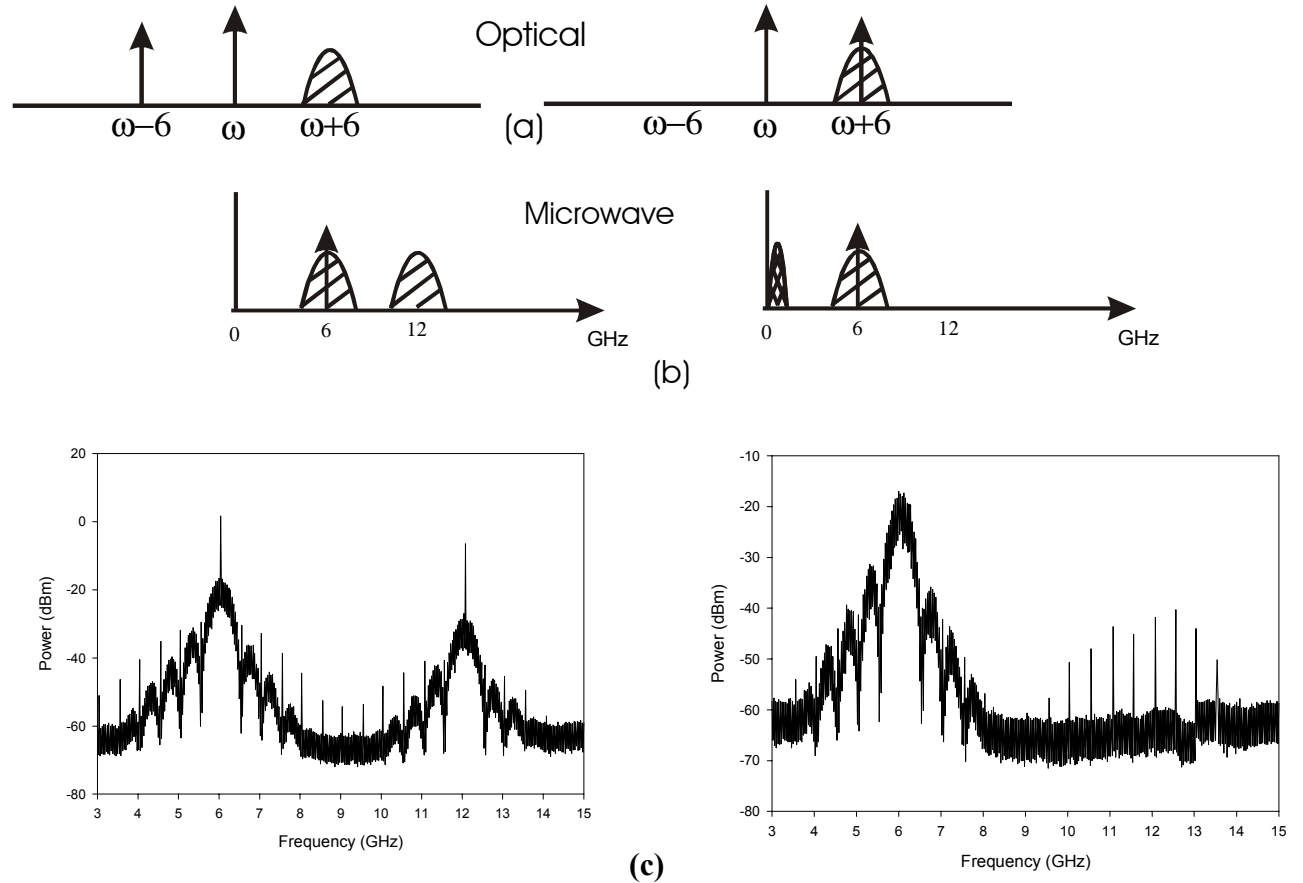 Optical
ω−6 ω ω+6 (a) ω−6 ω ω+6
Microwave
0 6 12 GHz
0 6 12 GHz
(b)
20
0
-20
-40
-60
-80
Power (dBm)
3 4 5 6 7 8 9 10 11 12 13 14 15
Frequency (GHz)
-10
-20
-30
-40
-50
-60
-70
-80
Power (dBm)
3 4 5 6 7 8 9 10 11 12 13 14 15
Frequency (GHz)
(c)